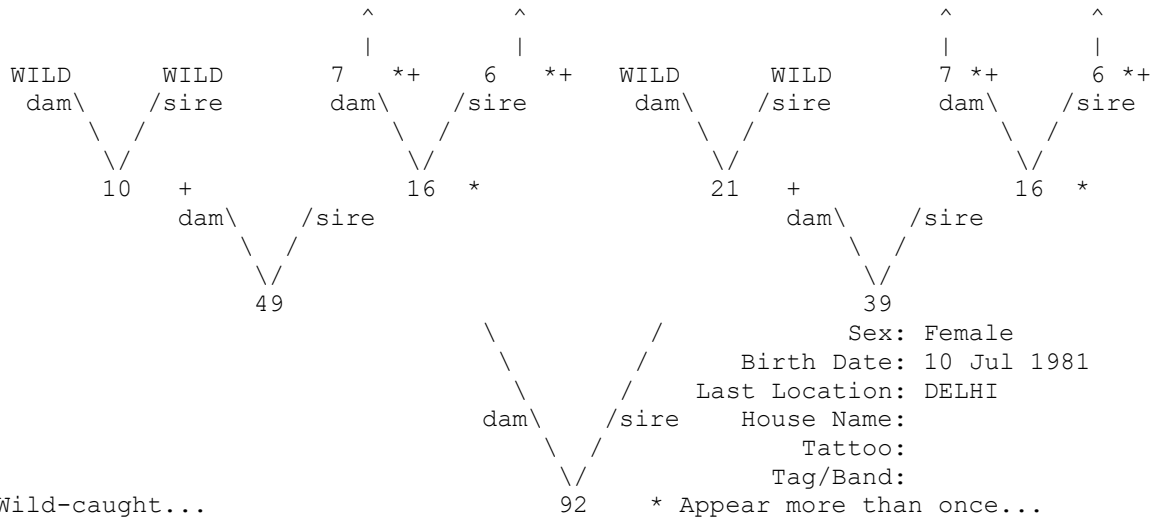 ^ ^ ^ ^
| | | |
WILD WILD 7 *+ 6 *+ WILD WILD 7 *+ 6 *+
dam\ /sire dam\ /sire dam\ /sire dam\ /sire
\ / \ / \ / \ /
\/ \/ \/ \/
10 + 16 * 21 + 16 *
dam\ /sire dam\ /sire
\ / \ /
\/ \/
49 39
\ / Sex: Female
\ / Birth Date: 10 Jul 1981
\ / Last Location: DELHI
dam\ /sire House Name:
\ / Tattoo:
\/ Tag/Band:
Wild-caught... 92 * Appear more than once...